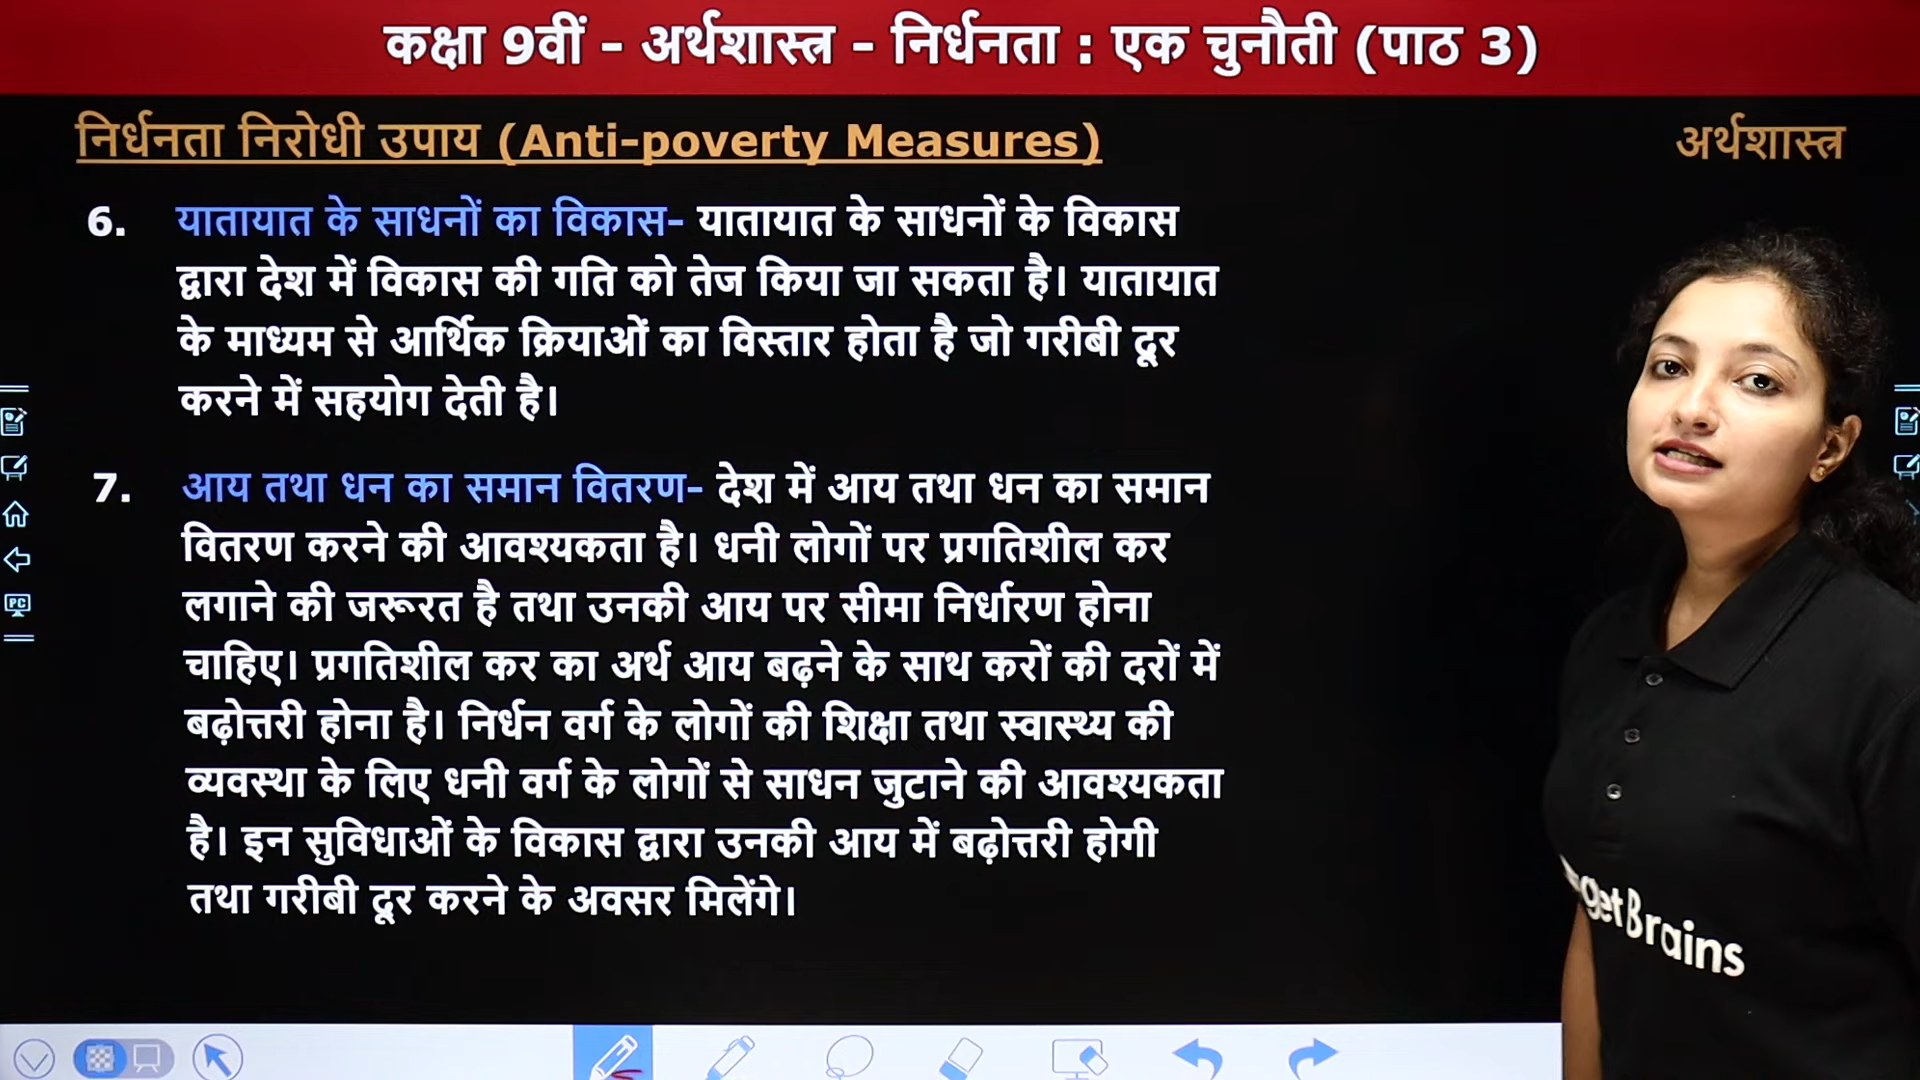 कक्षा 9वीं - अर्थशास्त्र - निर्धनता : एक चुनौती (पाठ 3)
निर्धनता निरोधी उपाय (Anti-poverty Measures)
अर्थशास्त्र
6. यातायात के साधनों का विकास- यातायात के साधनों के विकास
द्वारा देश में विकास की गति को तेज किया जा सकता है। यातायात
के माध्यम से आर्थिक क्रियाओं का विस्तार होता है जो गरीबी दूर
करने में सहयोग देती है।
7. आय तथा धन का समान वितरण- देश में आय तथा धन का समान
वितरण करने की आवश्यकता है। धनी लोगों पर प्रगतिशील कर
लगाने की जरूरत है तथा उनकी आय पर सीमा निर्धारण होना
चाहिए। प्रगतिशील कर का अर्थ आय बढ़ने के साथ करों की दरों में
बढ़ोत्तरी होना है। निर्धन वर्ग के लोगों की शिक्षा तथा स्वास्थ्य की
व्यवस्था के लिए धनी वर्ग के लोगों से साधन जुटाने की आवश्यकता
है। इन सुविधाओं के विकास द्वारा उनकी आय में बढ़ोत्तरी होगी
तथा गरीबी दूर करने के अवसर मिलेंगे।
PC
getBrains